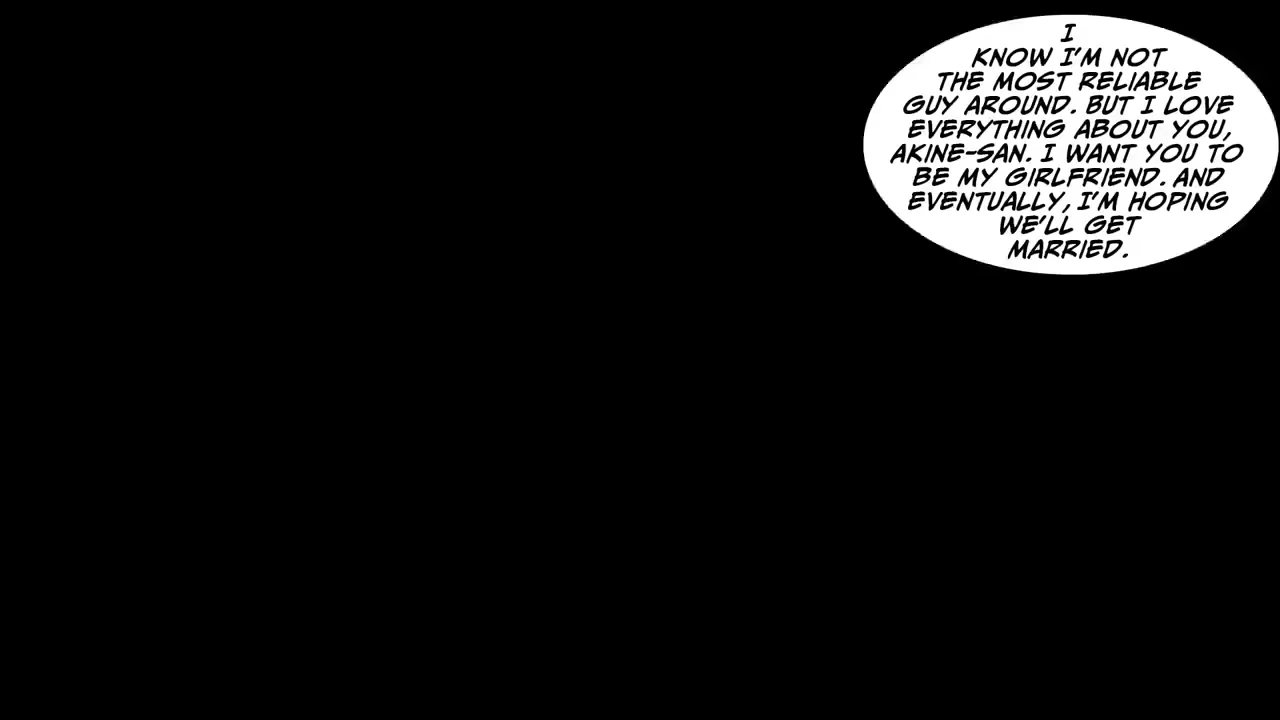 I
KNOW I'M NOT
THE MOST RELIABLE
GUY AROUND. BUT I LOVE
EVERYTHING ABOUT YOU,
AKINE-SAN. I WANT YOU TO
BE MY GIRLFRIEND. AND
EVENTUALLY, I'M HOPING
WE'LL GET
MARRIED.